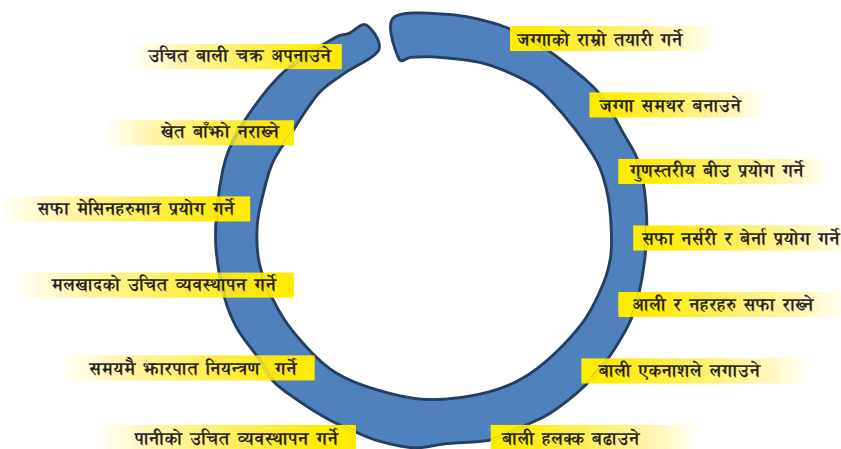 जग्गाको राम्रो तयारी गर्ने
जग्गा सम्थर बनाउने
गुणस्तरीय बीउ प्रयोग गर्ने
सफा नर्सरी र बेर्ना प्रयोग गर्ने
आली र नहरहरु सफा राख्ने
बाली एकनाशले लगाउने
बाली हलक्क बढाउने
पानीको उचित व्यवस्थापन गर्ने
समयमै झारपात नियन्त्रण गर्ने
मलखादको उचित व्यवस्थापन गर्ने
सफा मेसिनहरुमात्र प्रयोग गर्ने
खेत बाँझो नराख्ने
उचित बाली चक्र अपनाउने